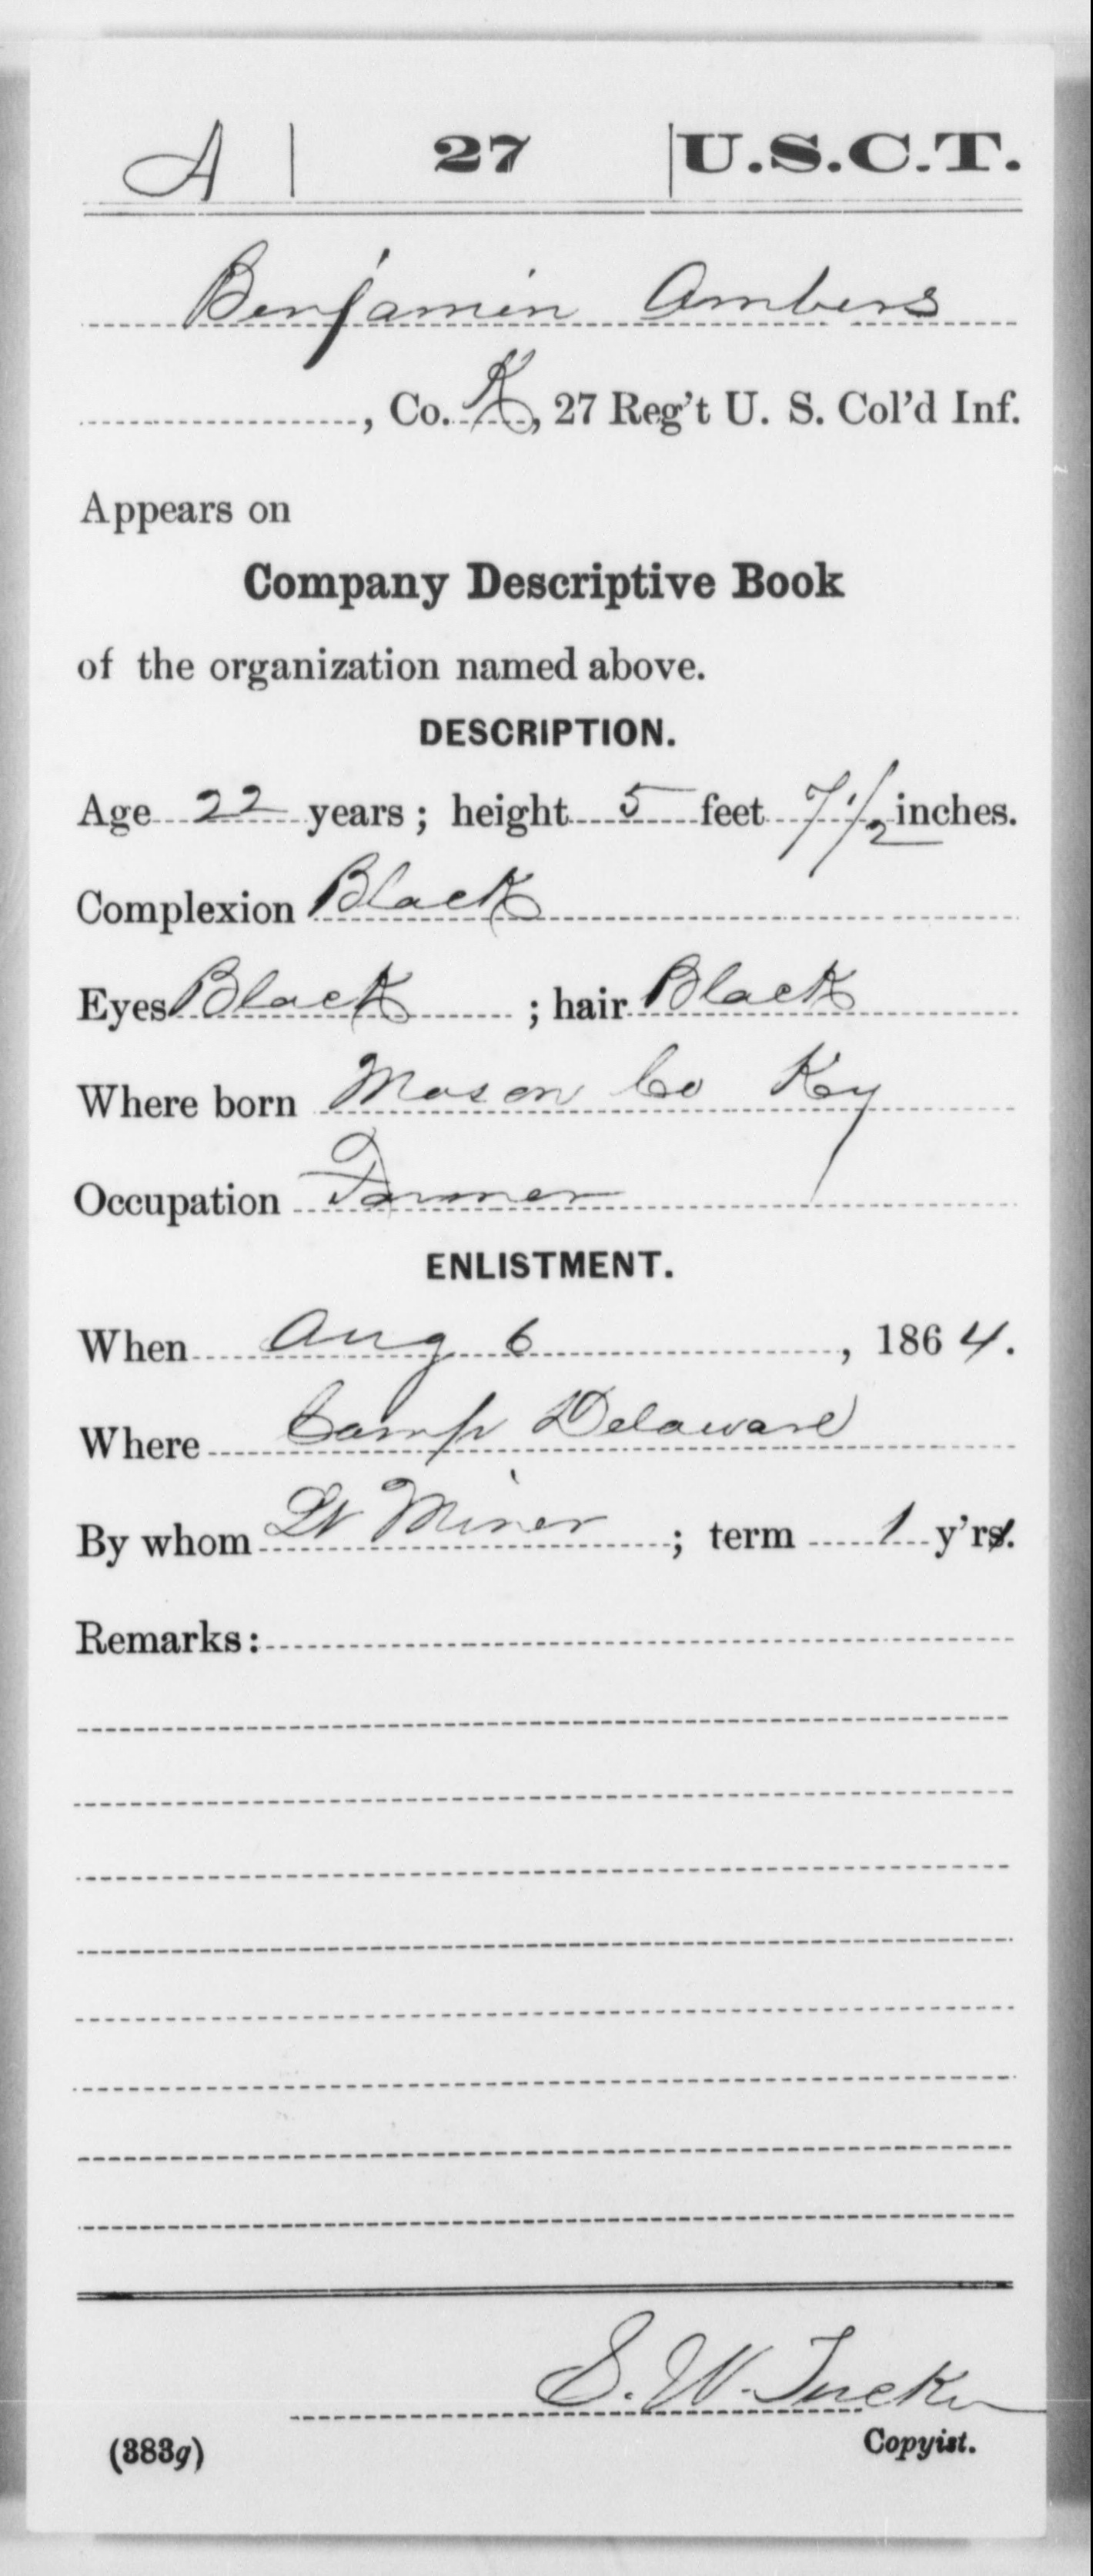 A | 27 | U.S.C.T.
Benjamin Ambers
, Co. K, 27 Reg't U. S. Col'd Inf.
Appears on
Company Descriptive Book
of the organization named above.
DESCRIPTION.
Age 22 years; height 5 feet 7 1/2 inches.
Complexion Black
Eyes Black ; hair Black
Where born Mason Co Ky
Occupation Farmer
ENLISTMENT.
When Aug 6, 1864.
Where Camp Delaware
By whom Lt Miner ; term 1 y'rs.
Remarks:
S. W. Tucker
Copyist.
(383g)